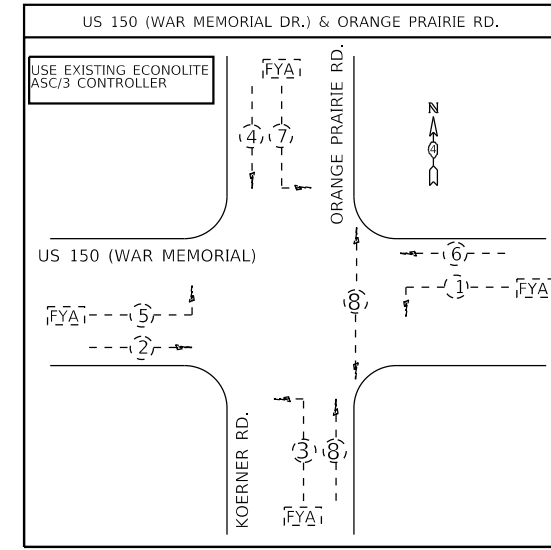 US 150 (WAR MEMORIAL DR.) & ORANGE PRAIRIE RD.
USE EXISTING ECONOLITE
ASC/3 CONTROLLER
FYA
ORANGE PRAIRIE RD.
N
4
4
7
US 150 (WAR MEMORIAL)
6
1
FYA
FYA
5
8
2
KOERNER RD.
3
8
FYA